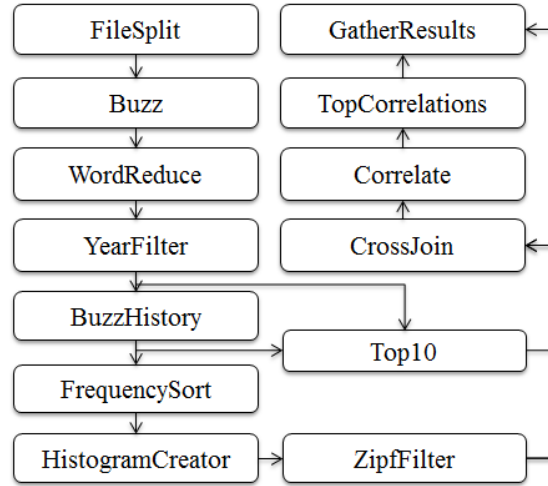 FileSplit
Buzz
WordReduce
YearFilter
BuzzHistory
FrequencySort
HistogramCreator
GatherResults
TopCorrelations
Correlate
CrossJoin
Top10
ZipfFilter